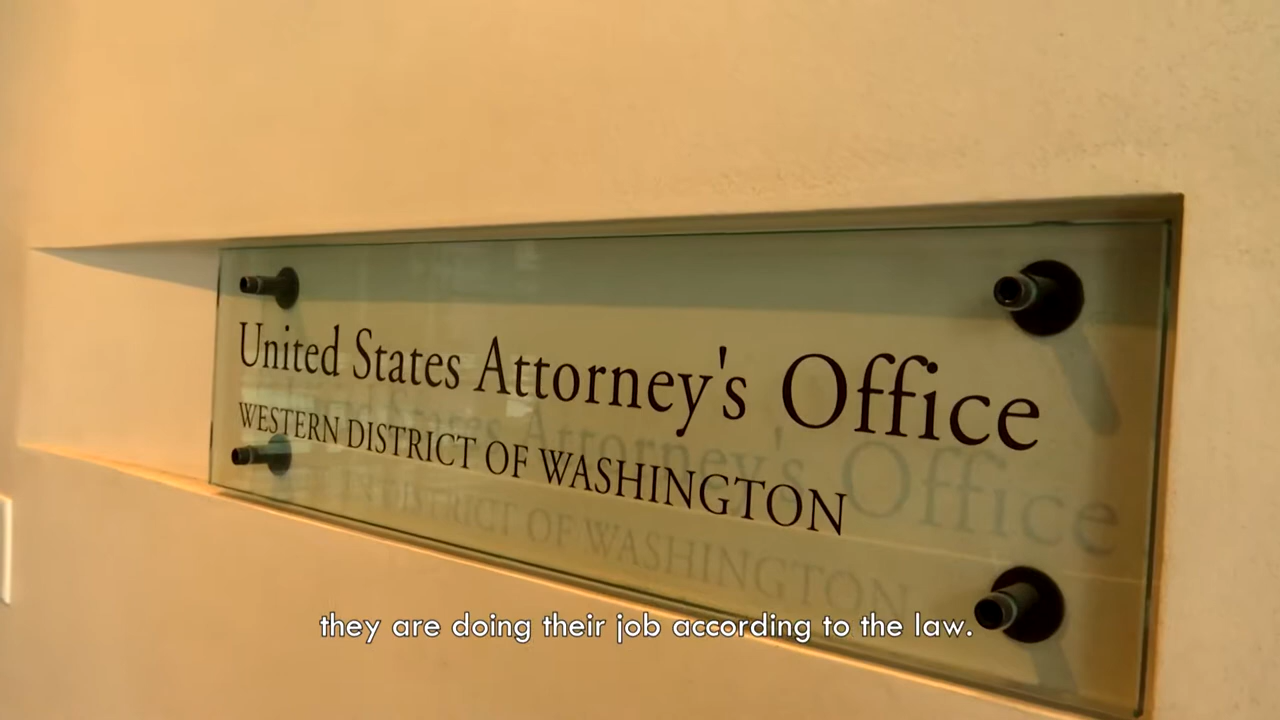 United States Attorney's Office
WESTERN DISTRICT OF WASHINGTON
they are doing their job according to the law.